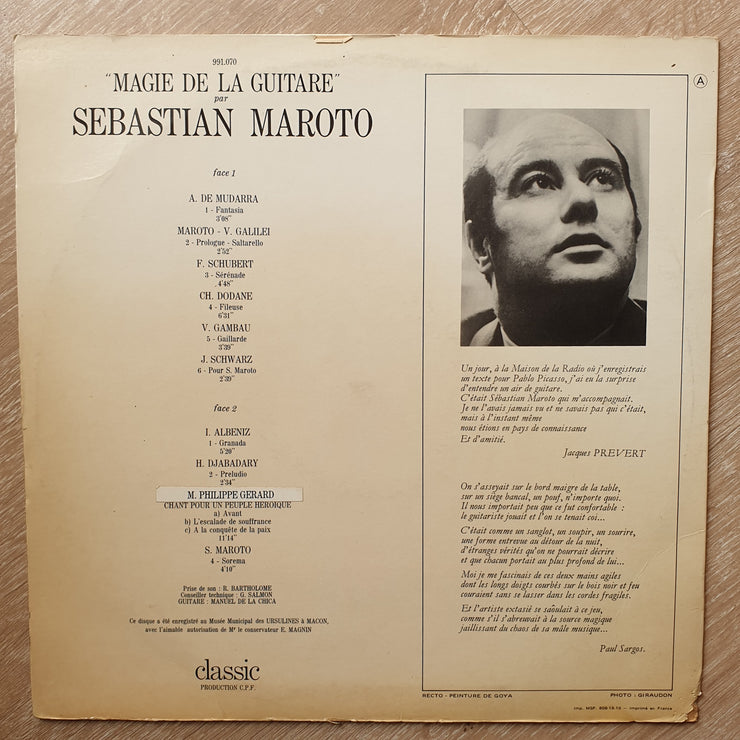 991.070
"MAGIE DE LA GUITARE"
par
SEBASTIAN MAROTO
face 1
A. DE MUDARRA
1 - Fantasia
3'08"
MAROTO - V. GALILEI
2 - Prologue - Saltarello
2'52"
F. SCHUBERT
3 - Sérénade
4'48"
CH. DODANE
4 - Fileuse
6'31"
V. GAMBAU
5 - Gaillarde
3'39"
J. SCHWARZ
6 - Pour S. Maroto
2'39"
face 2
I. ALBENIZ
1 - Granada
5'20"
H. DJABADARY
2 - Preludio
2'34"
M. PHILIPPE GERARD
CHANT POUR UN PEUPLE HEROIQUE
a) Avant
b) L'escalade de souffrance
c) A la conquête de la paix
11'14"
S. MAROTO
4 - Sorema
4'10"
Prise de son : R. BARTHOLOME
Conseiller technique : G. SALMON
GUITARE : MANUEL DE LA CHICA
Ce disque a été enregistré au Musée Municipal des URSULINES à MACON,
avec l'aimable autorisation de Mr le conservateur E. MAGNIN
classic
PRODUCTION C.P.F.
A
Un jour, à la Maison de la Radio où j'enregistrais
un texte pour Pablo Picasso, j'ai eu la surprise
d'entendre un air de guitare.
C'était Sébastian Maroto qui m'accompagnait.
Je ne l'avais jamais vu et ne savais pas qui c'était,
mais à l'instant même
nous étions en pays de connaissance
Et d'amitié.
Jacques PREVERT
On s'asseyait sur le bord maigre de la table,
sur un siège bancal, un pouf, n'importe quoi.
Il nous importait peu que ce fut confortable :
le guitariste jouait et l'on se tenait coi...
C'était comme un sanglot, un soupir, un sourire,
une forme entrevue au détour de la nuit,
d'étranges vérités qu'on ne pourrait décrire
et que chacun portait au plus profond de lui...
Moi je me fascinais de ces deux mains agiles
dont les longs doigts courbés sur le bois noir et feu
couraient sans se lasser dans les cordes fragiles.
Et l'artiste extasié se saoûlait à ce jeu,
comme s'il s'abreuvait à la source magique
jaillissant du chaos de sa mâle musique...
Paul Sargos.
RECTO - PEINTURE DE GOYA
PHOTO - GIRAUDON
Imp. MSF. 808-15-15 — Imprimé en France